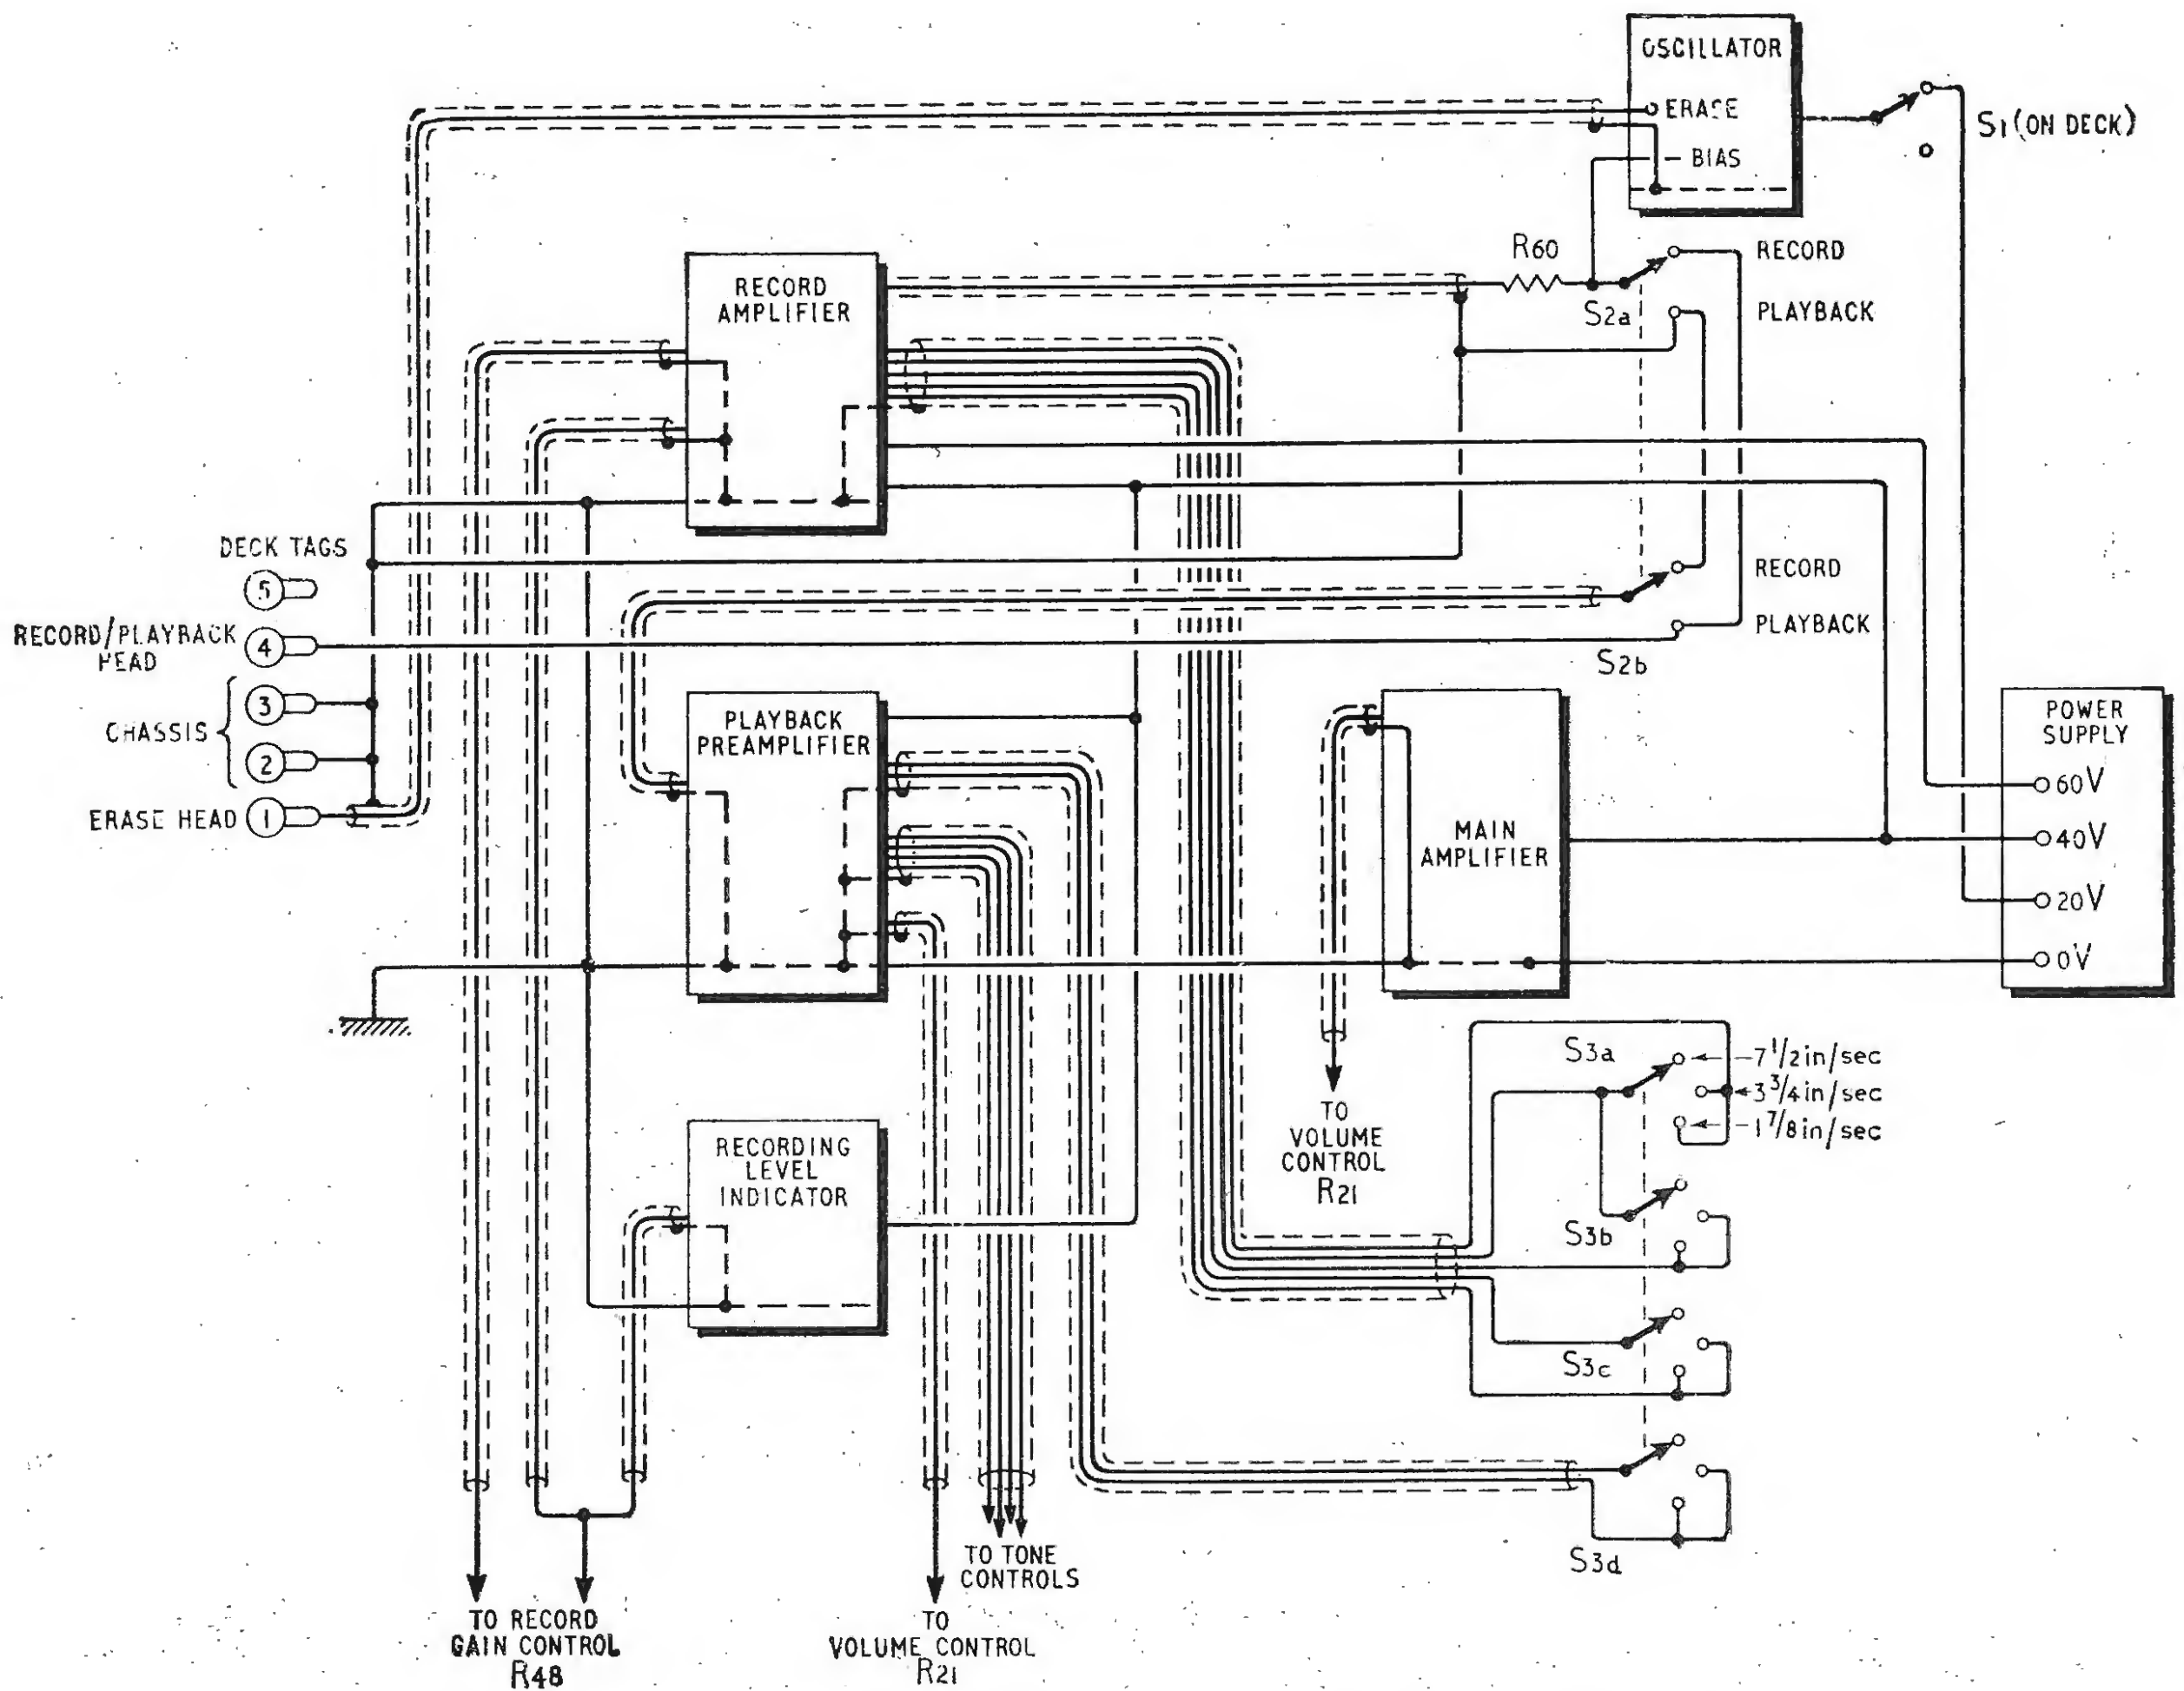 OSCILLATOR
ERASE
BIAS
S1 (ON DECK)
RECORD
AMPLIFIER
R60
S2a
RECORD
PLAYBACK
DECK TAGS
5
RECORD/PLAYBACK
HEAD
4
CHASSIS
3
2
ERASE HEAD
1
RECORD
PLAYBACK
S2b
PLAYBACK
PREAMPLIFIER
MAIN
AMPLIFIER
POWER
SUPPLY
60V
40V
20V
0V
TO
VOLUME
CONTROL
R21
S3a
7 1/2 in/sec
3 3/4 in/sec
1 7/8 in/sec
S3b
S3c
S3d
RECORDING
LEVEL
INDICATOR
TO TONE
CONTROLS
TO RECORD
GAIN CONTROL
R48
TO
VOLUME CONTROL
R21